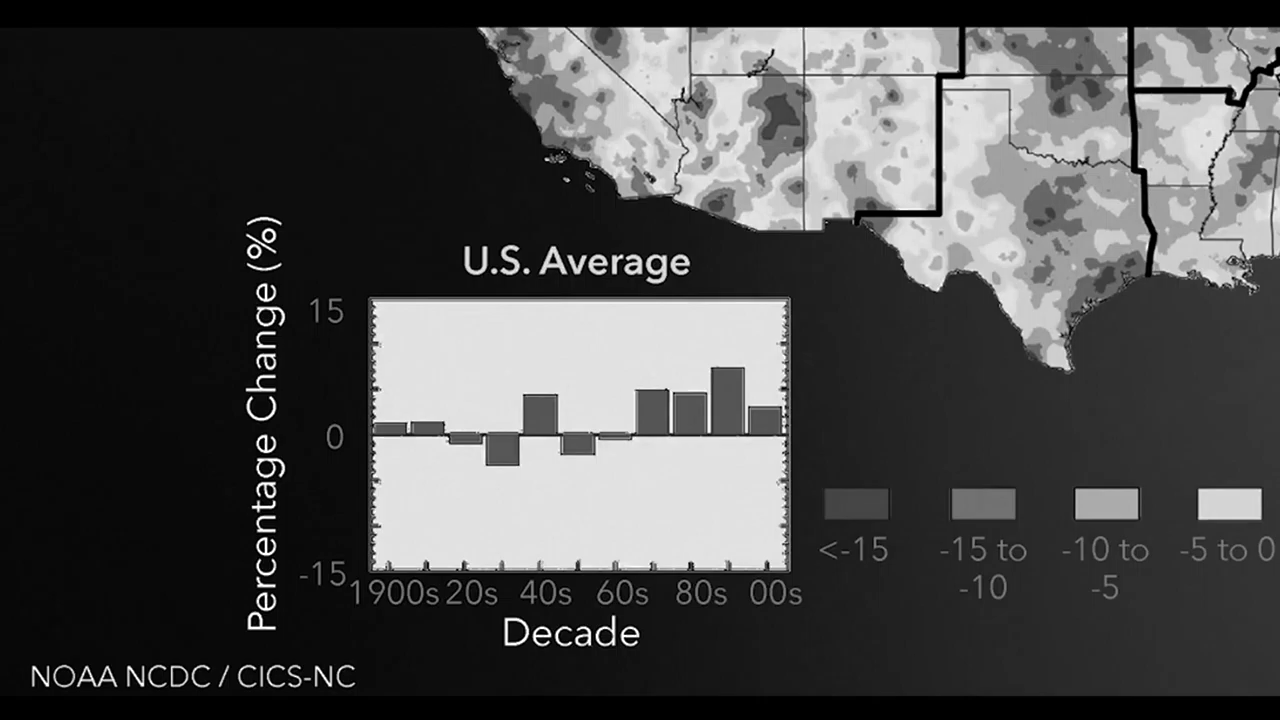 U.S. Average
Percentage Change (%)
15
0
-15
1900s 20s 40s 60s 80s 00s
Decade
<-15 -15 to -10 -10 to -5 -5 to 0
NOAA NCDC / CICS-NC